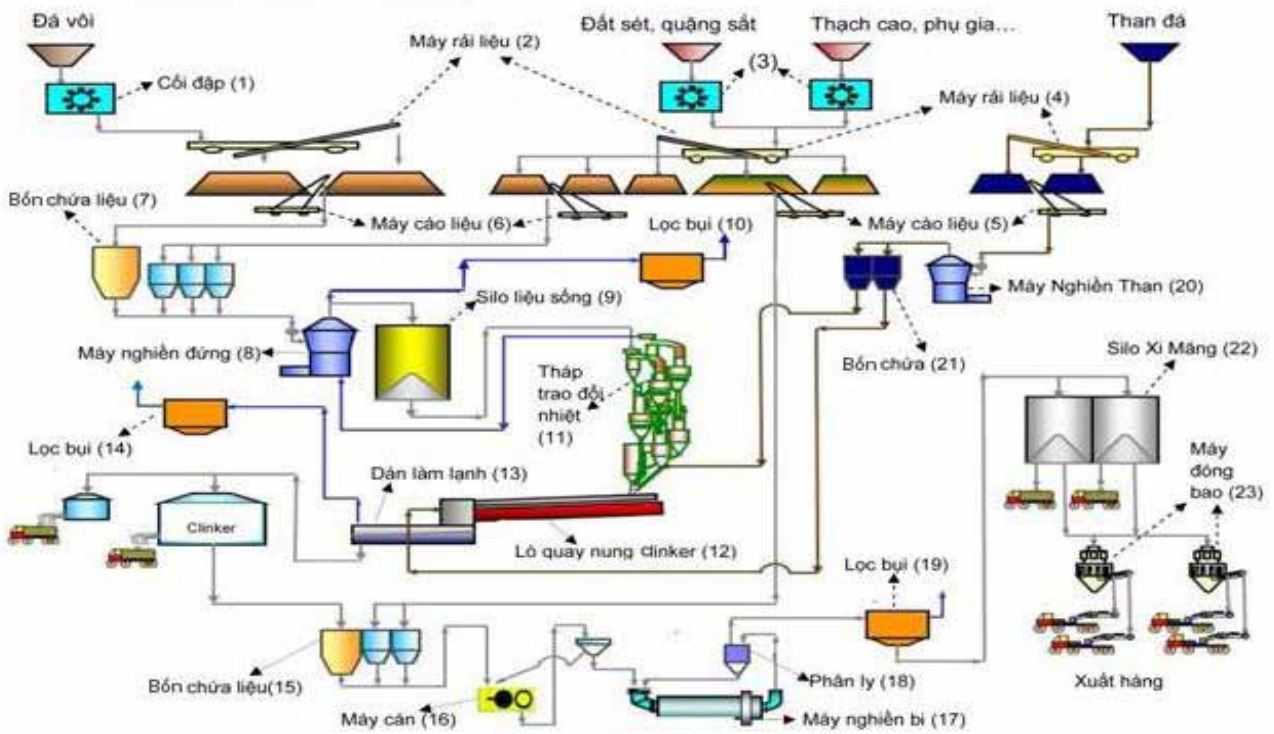 Đá vôi
Đất sét, quặng sắt
Thạch cao, phụ gia...
Than đá
Máy rải liệu (2)
(3)
Cối đập (1)
Máy rải liệu (4)
Bồn chứa liệu (7)
Máy cào liệu (6)
Lọc bụi (10)
Máy cào liệu (5)
Silo liệu sống (9)
Máy Nghiền Than (20)
Máy nghiền đứng (8)
Tháp
trao đổi
nhiệt
(11)
Bồn chứa (21)
Silo Xi Măng (22)
Lọc bụi (14)
Dàn làm lạnh (13)
Máy
đóng
bao (23)
Clinker
Lò quay nung clinker (12)
Lọc bụi (19)
Bồn chứa liệu(15)
Phân ly (18)
Xuất hàng
Máy cán (16)
Máy nghiền bi (17)